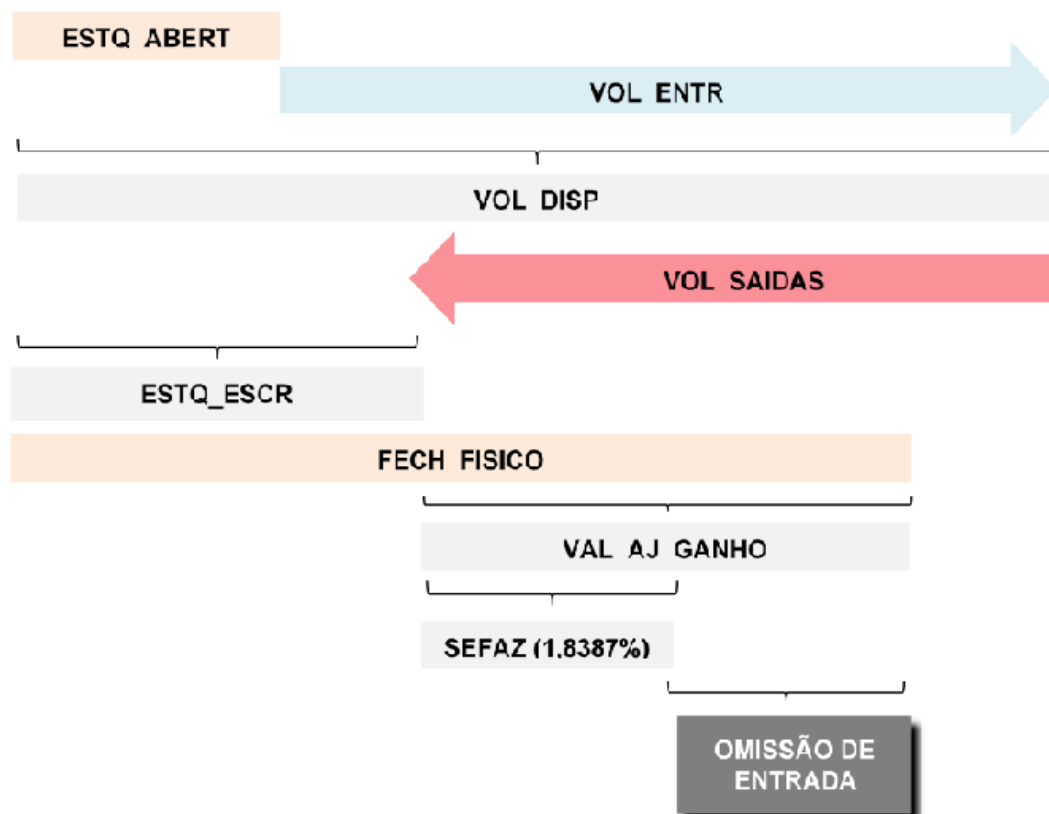 ESTQ ABERT
VOL ENTR
VOL DISP
VOL SAIDAS
ESTQ_ESCR
FECH FISICO
VAL AJ GANHO
SEFAZ (1,8387%)
OMISSÃO DE
ENTRADA